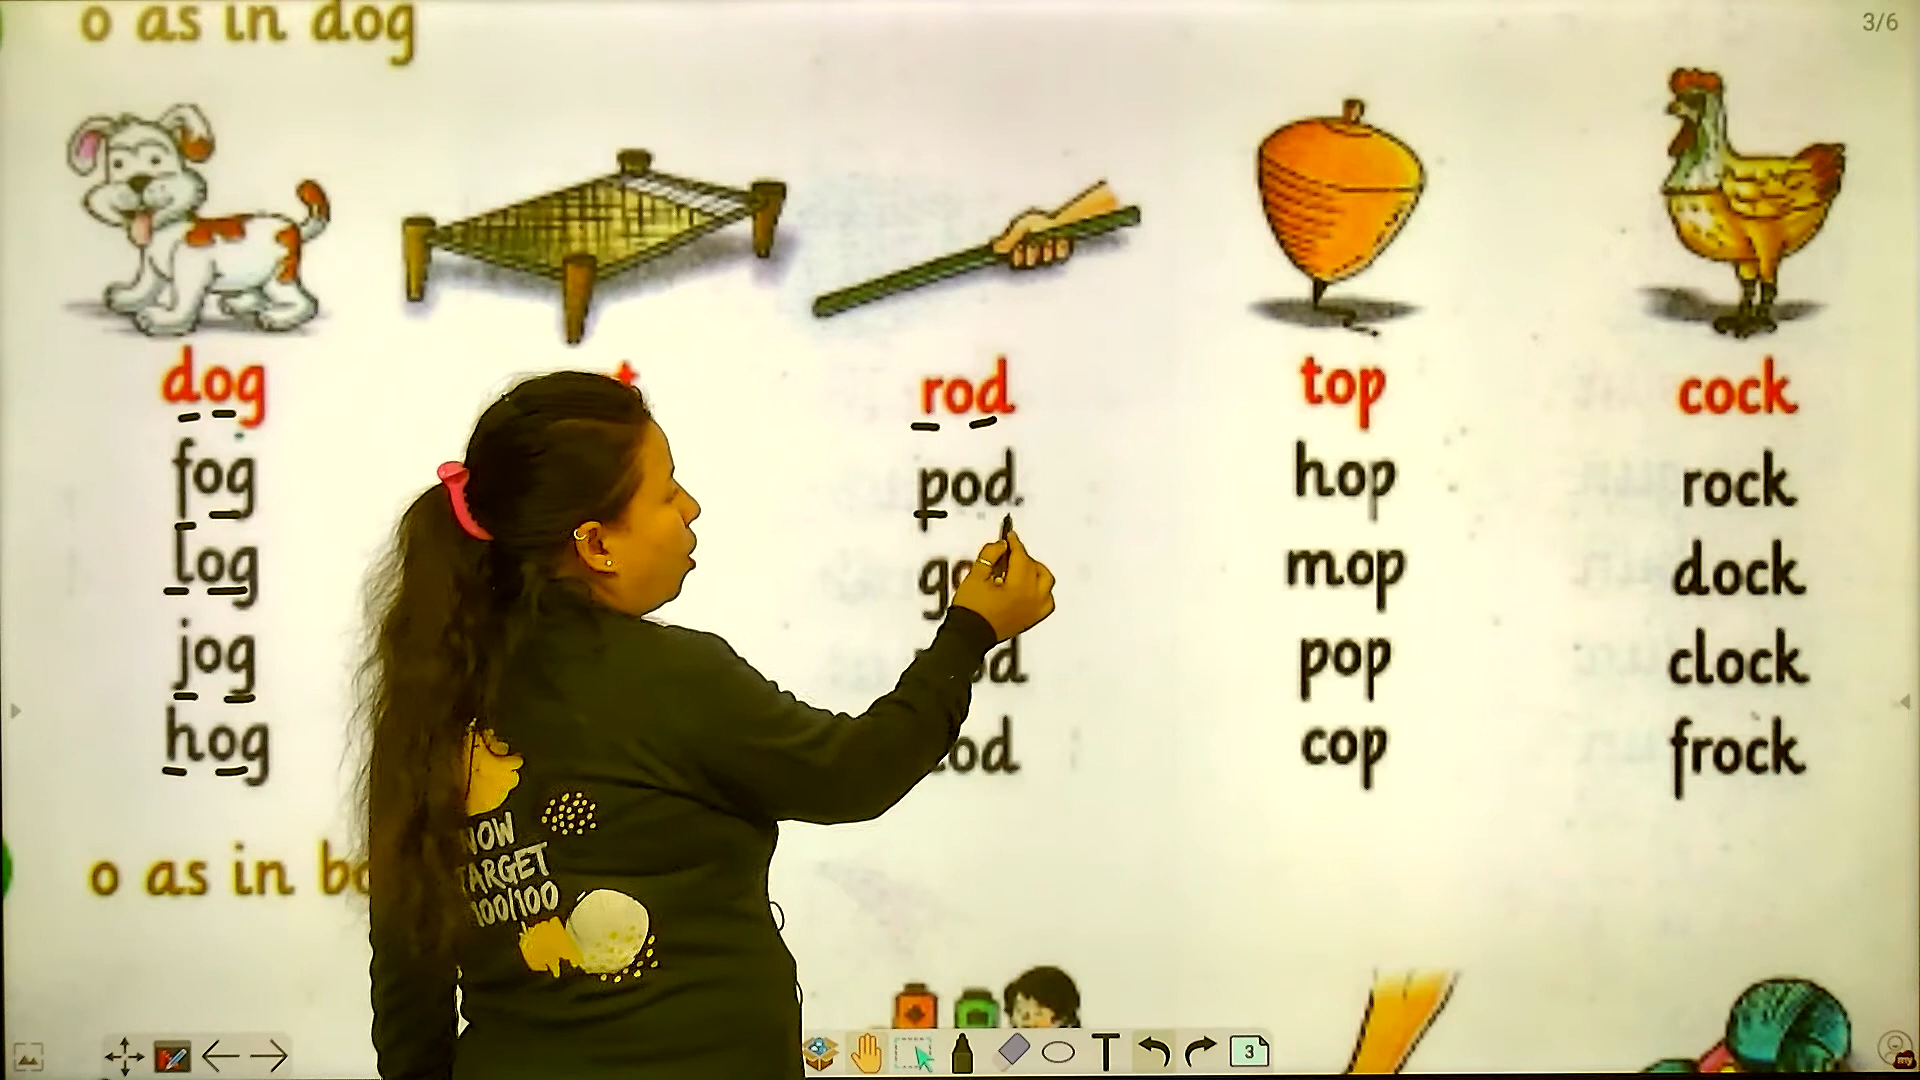 o as in dog
3/6
dog
rod
top
cock
fog
pod
hop
rock
log
mop
dock
jog
pop
clock
hog
cop
frock
NOW
TARGET
100/100
o as in
3